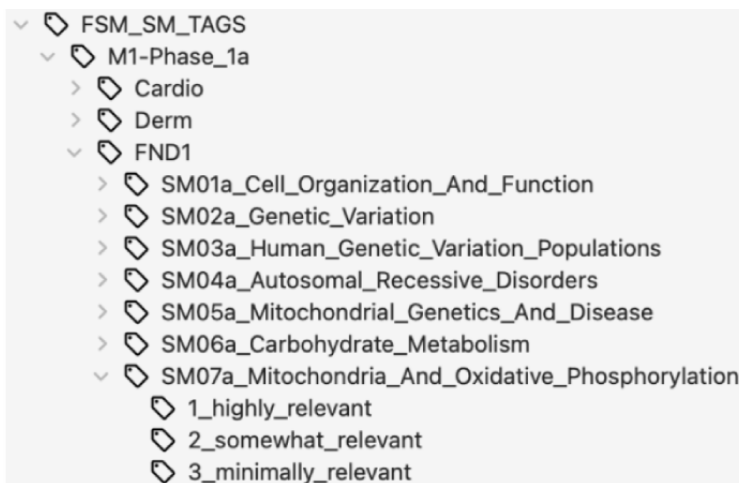 FSM_SM_TAGS
M1-Phase_1a
Cardio
Derm
FND1
SM01a_Cell_Organization_And_Function
SM02a_Genetic_Variation
SM03a_Human_Genetic_Variation_Populations
SM04a_Autosomal_Recessive_Disorders
SM05a_Mitochondrial_Genetics_And_Disease
SM06a_Carbohydrate_Metabolism
SM07a_Mitochondria_And_Oxidative_Phosphorylation
1_highly_relevant
2_somewhat_relevant
3_minimally_relevant